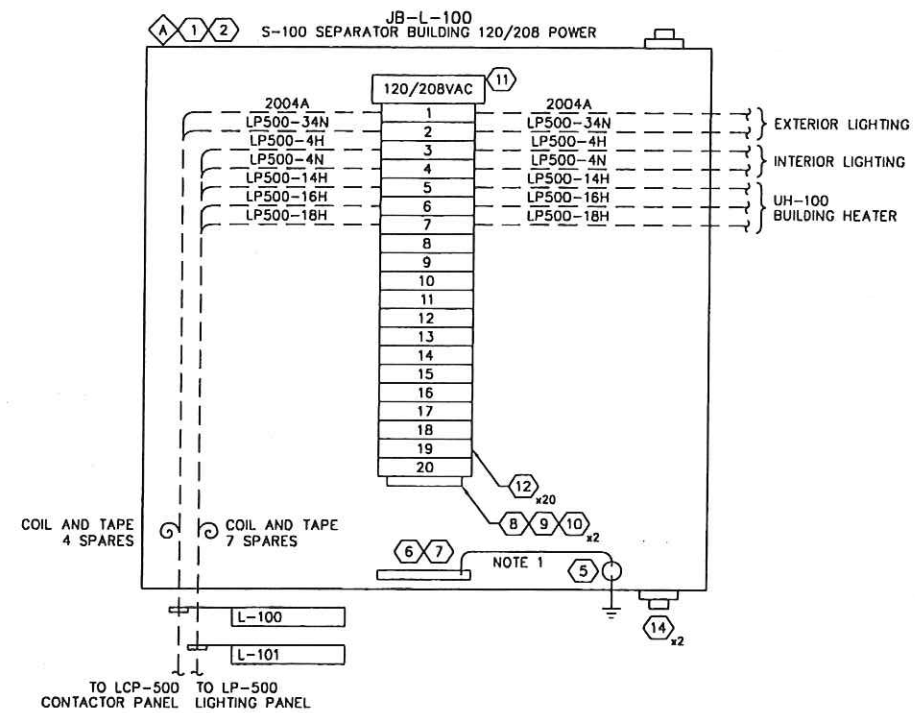 JB-L-100
A 1 2 S-100 SEPARATOR BUILDING 120/208 POWER
120/208VAC 11
2004A 1 2004A
LP500-34N 2 LP500-34N EXTERIOR LIGHTING
LP500-4H 3 LP500-4H
LP500-4N 4 LP500-4N INTERIOR LIGHTING
LP500-14H 5 LP500-14H
LP500-16H 6 LP500-16H UH-100
LP500-18H 7 LP500-18H BUILDING HEATER
8
9
10
11
12
13
14
15
16
17
18
19
20
12 x20
8 9 10 x2
COIL AND TAPE
4 SPARES
COIL AND TAPE
7 SPARES
6 7 NOTE 1 5
14 x2
L-100
L-101
TO LCP-500
CONTACTOR PANEL
TO LP-500
LIGHTING PANEL